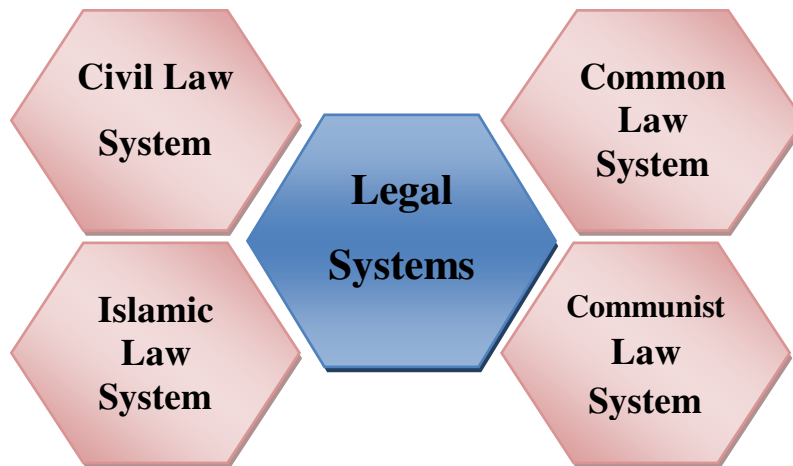 Civil Law
System
Common
Law
System
Legal
Systems
Islamic
Law
System
Communist
Law
System